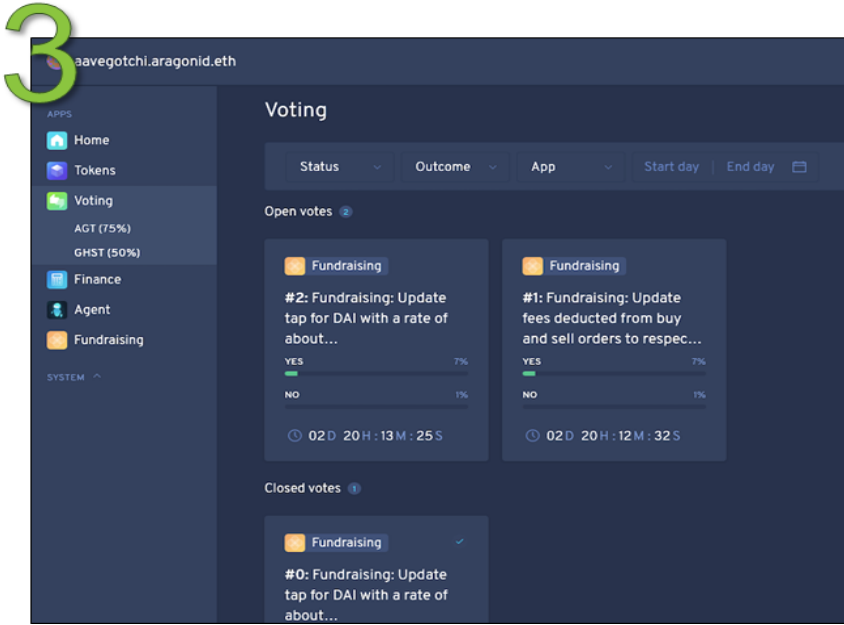 3
aavegotchi.aragonid.eth
APPS
Home
Tokens
Voting
AGT (75%)
GHST (50%)
Finance
Agent
Fundraising
SYSTEM
Voting
Status
Outcome
App
Start day | End day
Open votes 2
Fundraising
#2: Fundraising: Update
tap for DAI with a rate of
about...
YES 7%
NO 1%
02D 20H : 13M : 25S
Fundraising
#1: Fundraising: Update
fees deducted from buy
and sell orders to respec...
YES 7%
NO 1%
02D 20H : 12M : 32S
Closed votes 1
Fundraising
#0: Fundraising: Update
tap for DAI with a rate of
about...